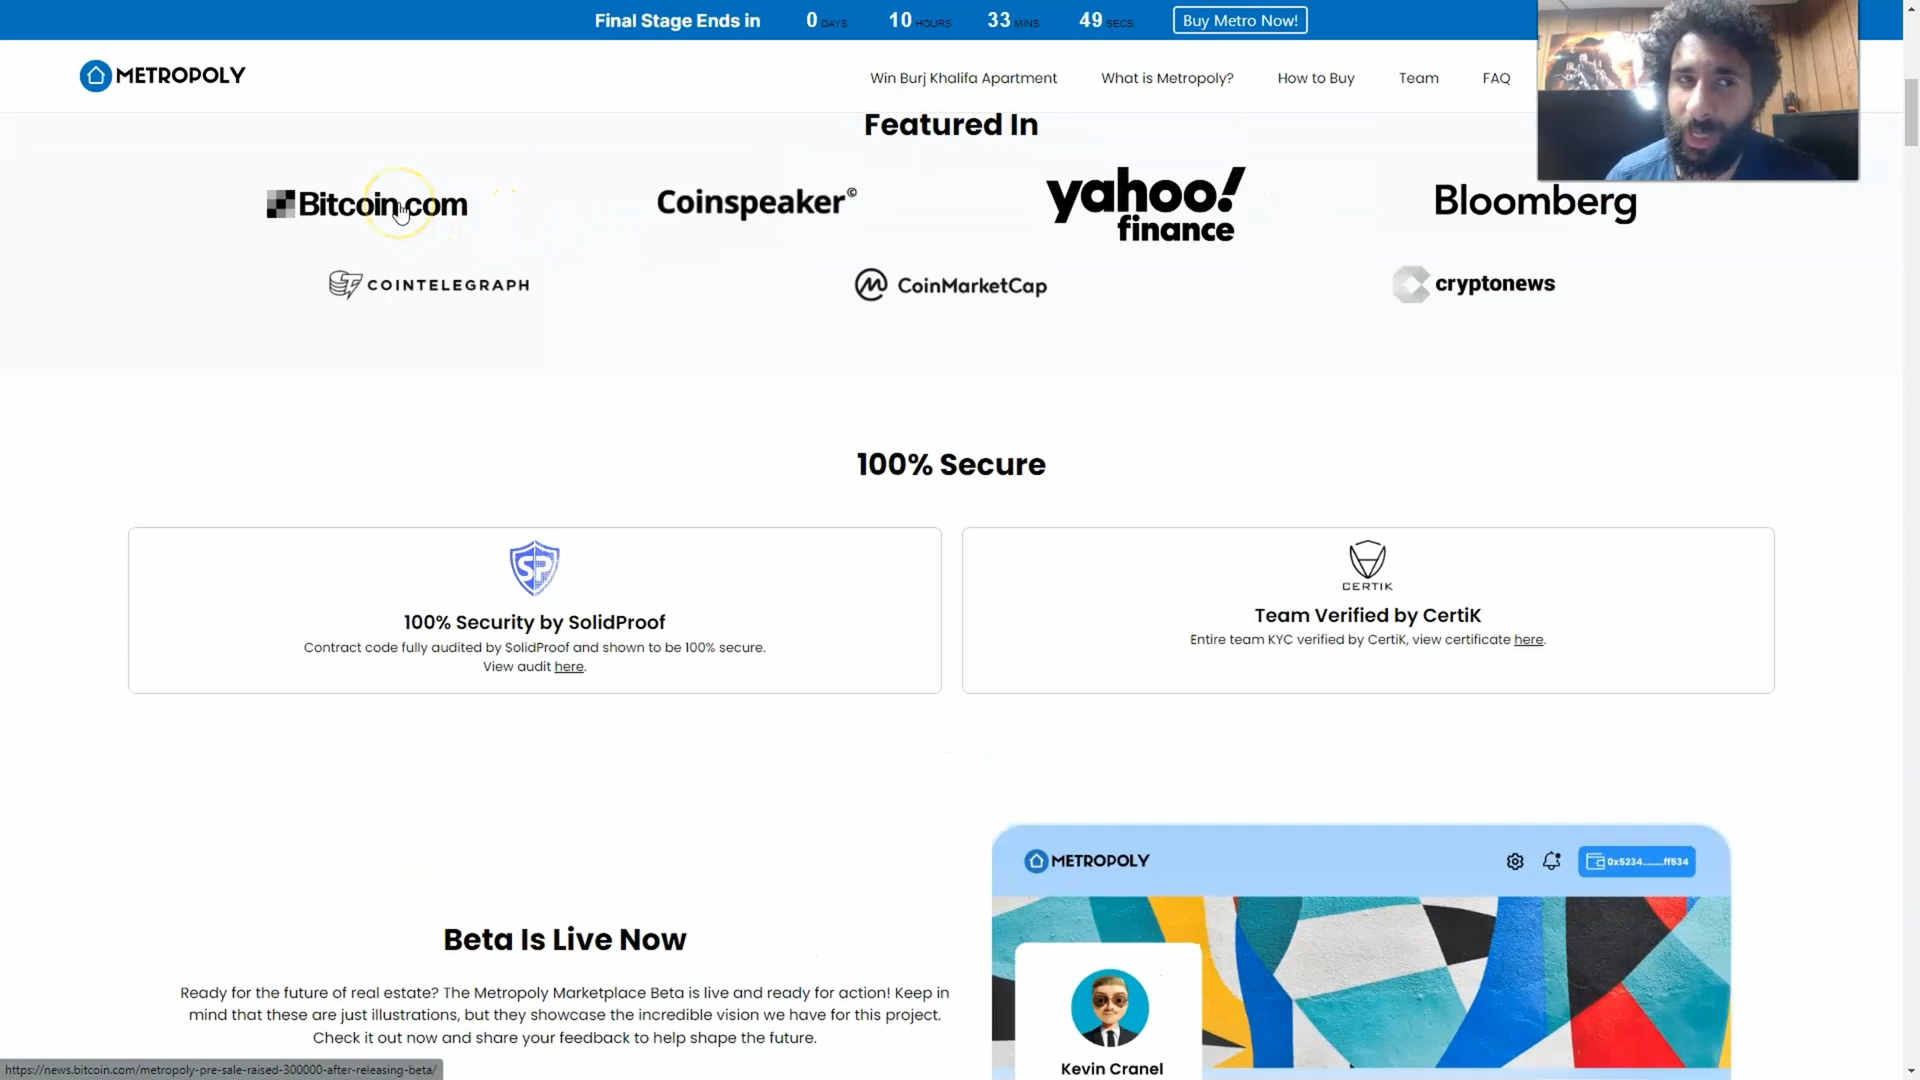 Final Stage Ends in 0 DAYS 10 HOURS 33 MINS 49 SECS Buy Metro Now!
METROPOLY Win Burj Khalifa Apartment What is Metropoly? How to Buy Team FAQ
Featured In
Bitcoin.com Coinspeaker© yahoo! finance Bloomberg
COINTELEGRAPH CoinMarketCap cryptonews
100% Secure
SP
CERTIK
100% Security by SolidProof
Contract code fully audited by SolidProof and shown to be 100% secure.
View audit here.
Team Verified by CertiK
Entire team KYC verified by CertiK, view certificate here.
METROPOLY 0x5234........ff534
Beta Is Live Now
Ready for the future of real estate? The Metropoly Marketplace Beta is live and ready for action! Keep in
mind that these are just illustrations, but they showcase the incredible vision we have for this project.
Check it out now and share your feedback to help shape the future.
Kevin Cranel
https://news.bitcoin.com/metropoly-pre-sale-raised-300000-after-releasing-beta/